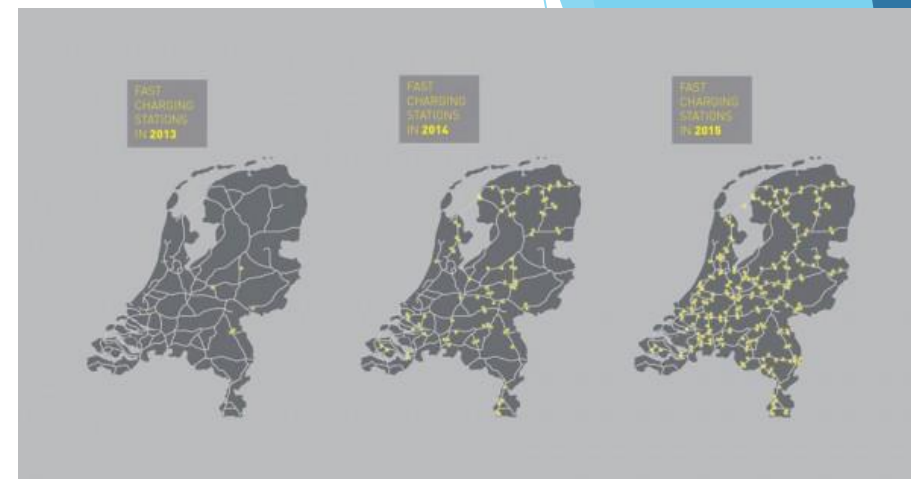 FAST
CHARGING
STATIONS
IN 2013
FAST
CHARGING
STATIONS
IN 2014
FAST
CHARGING
STATIONS
IN 2015